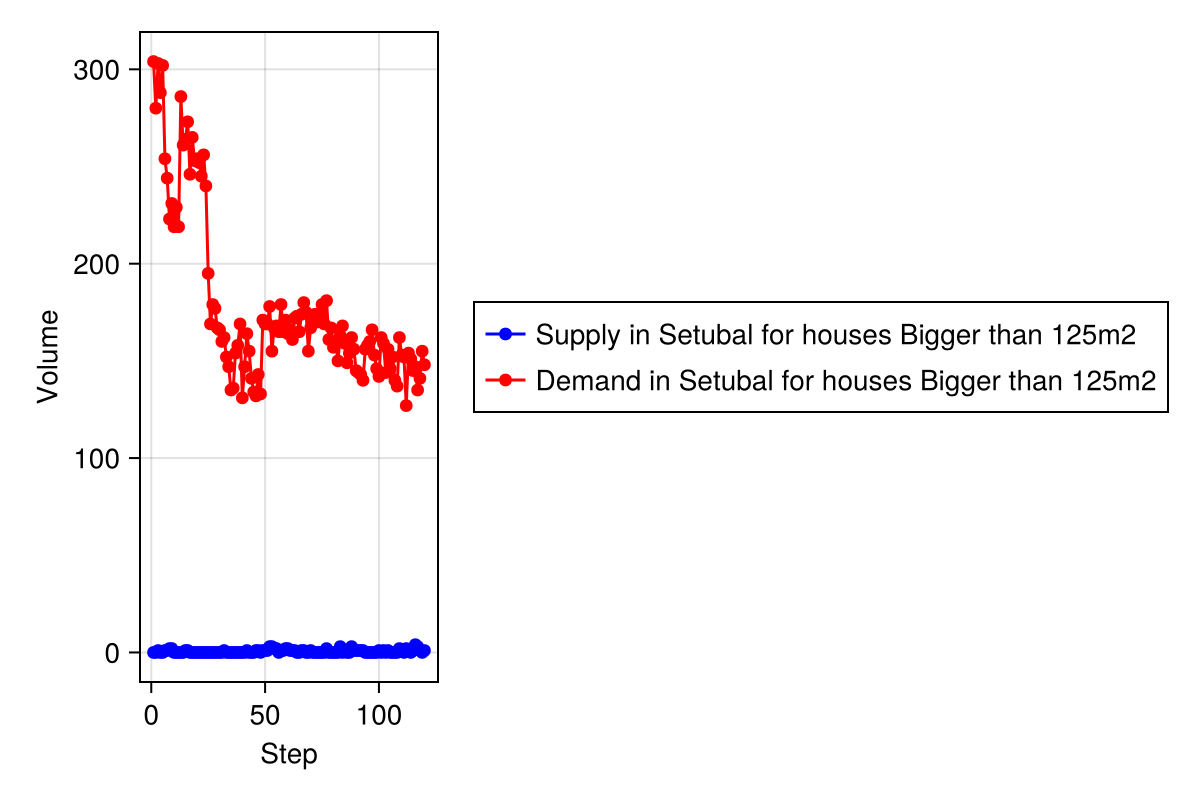 300
200
100
0
Volume
0 50 100
Step
Supply in Setubal for houses Bigger than 125m2
Demand in Setubal for houses Bigger than 125m2